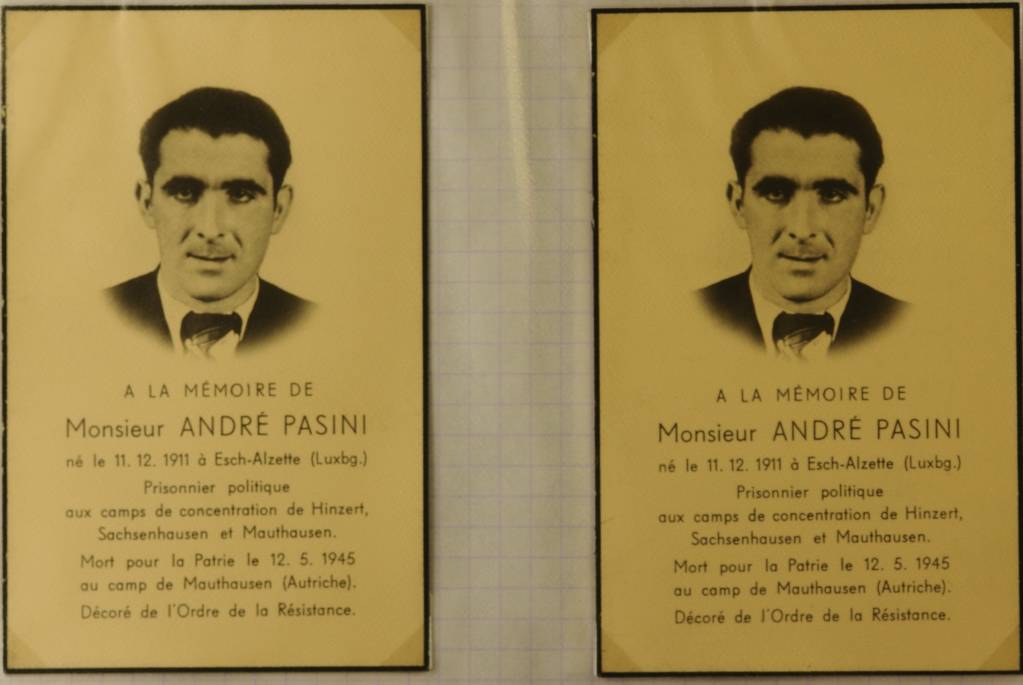 A LA MÉMOIRE DE
Monsieur ANDRÉ PASINI
né le 11. 12. 1911 à Esch-Alzette (Luxbg.)
Prisonnier politique
aux camps de concentration de Hinzert,
Sachsenhausen et Mauthausen.
Mort pour la Patrie le 12. 5. 1945
au camp de Mauthausen (Autriche).
Décoré de l'Ordre de la Résistance.
A LA MÉMOIRE DE
Monsieur ANDRÉ PASINI
né le 11. 12. 1911 à Esch-Alzette (Luxbg.)
Prisonnier politique
aux camps de concentration de Hinzert,
Sachsenhausen et Mauthausen.
Mort pour la Patrie le 12. 5. 1945
au camp de Mauthausen (Autriche).
Décoré de l'Ordre de la Résistance.